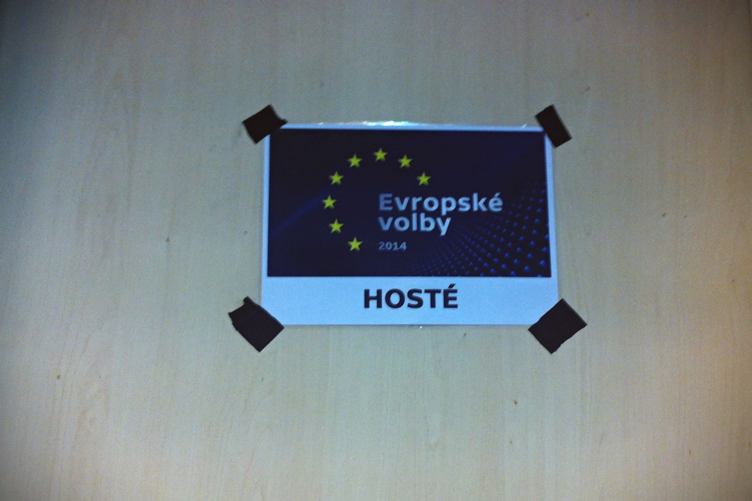 Evropské
volby
2014
HOSTÉ